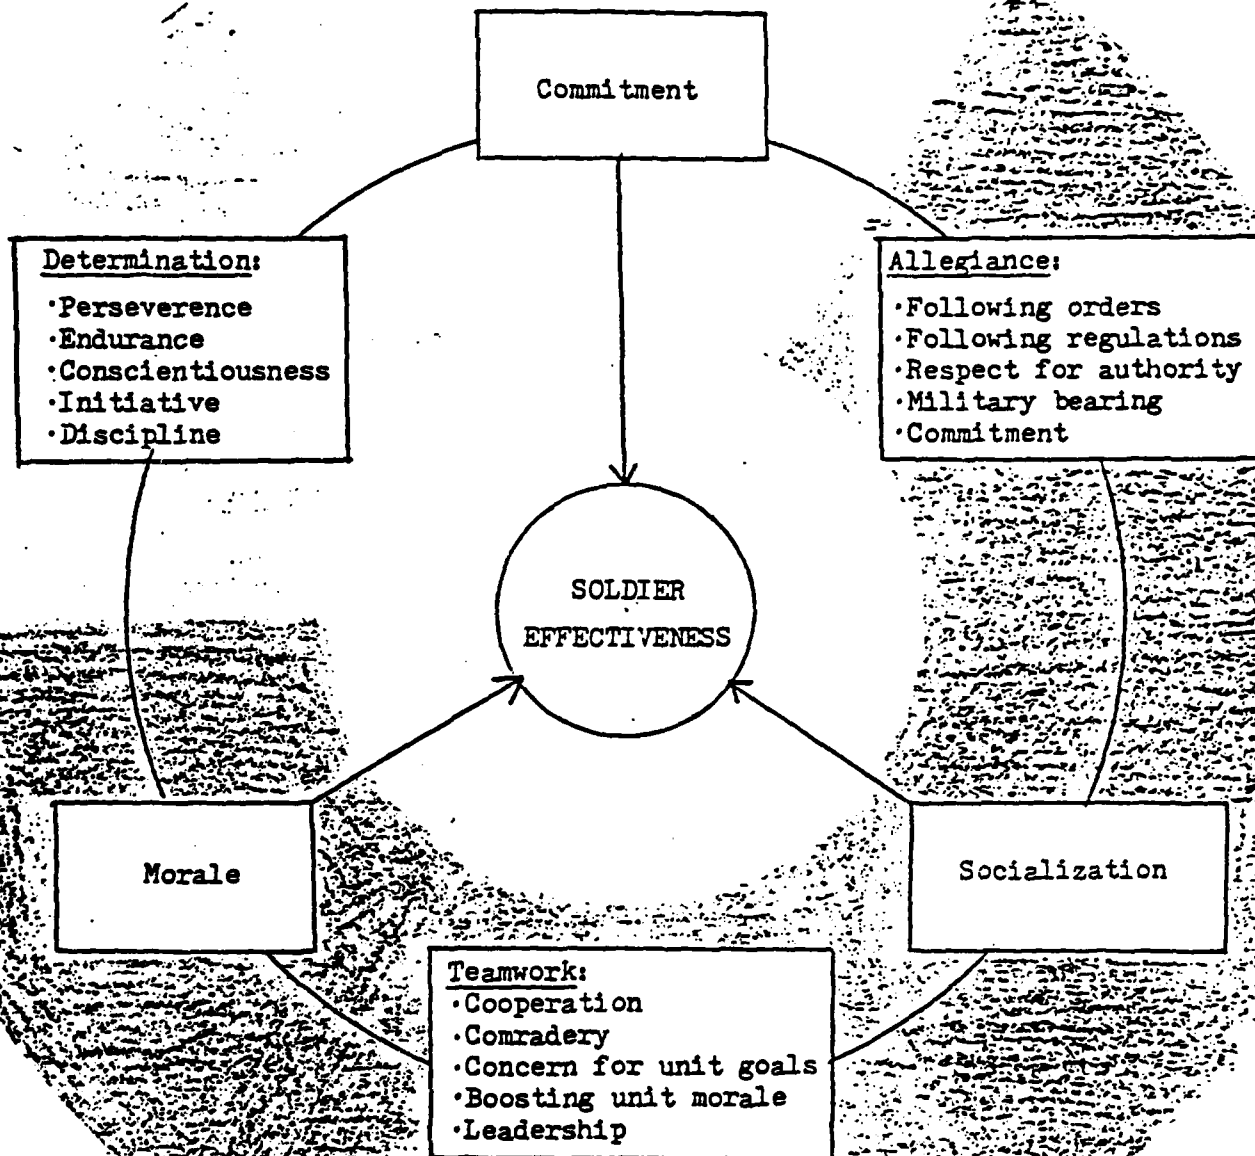 Commitment
Determination:
·Perseverence
·Endurance
·Conscientiousness
·Initiative
·Discipline
Allegiance:
·Following orders
·Following regulations
·Respect for authority
·Military bearing
·Commitment
SOLDIER
EFFECTIVENESS
Morale
Socialization
Teamwork:
·Cooperation
·Comradery
·Concern for unit goals
·Boosting unit morale
·Leadership